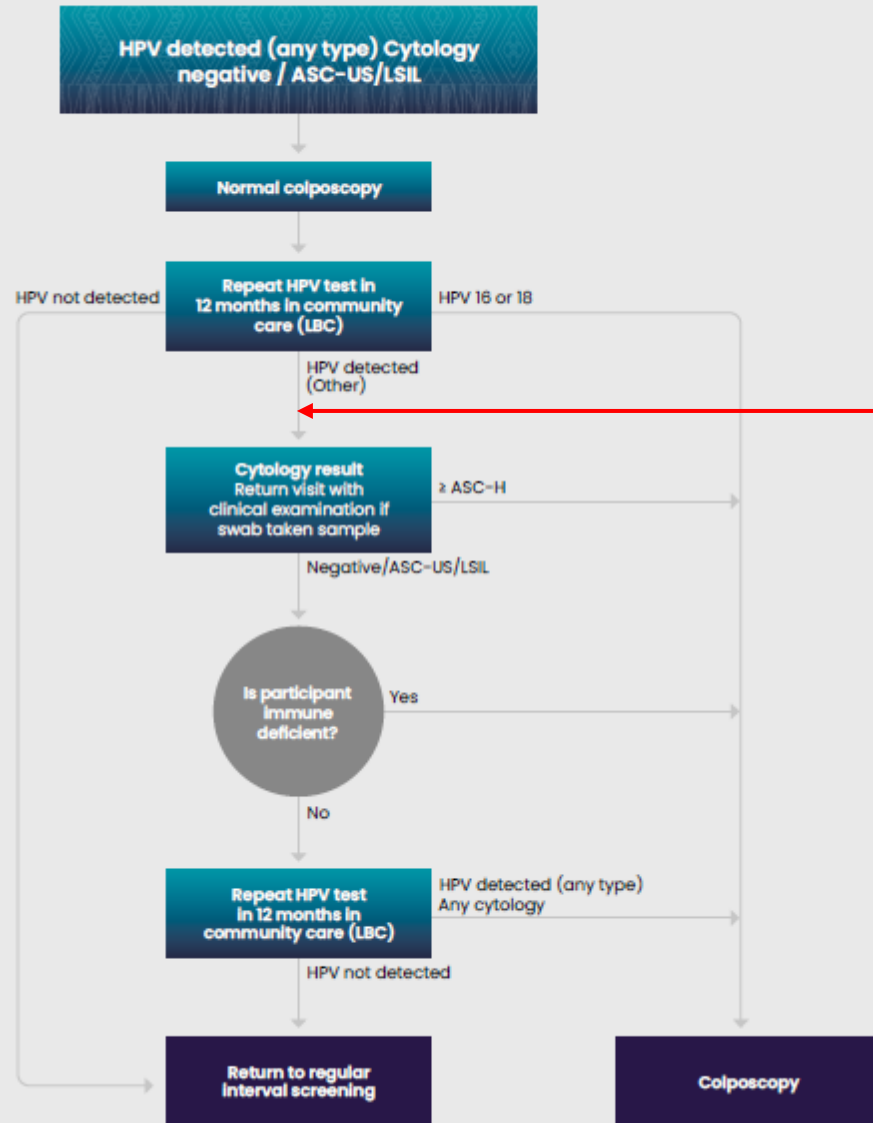 HPV detected (any type) Cytology
negative / ASC-US/LSIL
Normal colposcopy
HPV not detected
Repeat HPV test in
12 months in community
care (LBC)
HPV 16 or 18
HPV detected
(Other)
Cytology result
Return visit with
clinical examination if
swab taken sample
≥ ASC-H
Negative/ASC-US/LSIL
Is participant
immune
deficient?
Yes
No
Repeat HPV test
in 12 months in
community care (LBC)
HPV detected (any type)
Any cytology
HPV not detected
Return to regular
interval screening
Colposcopy